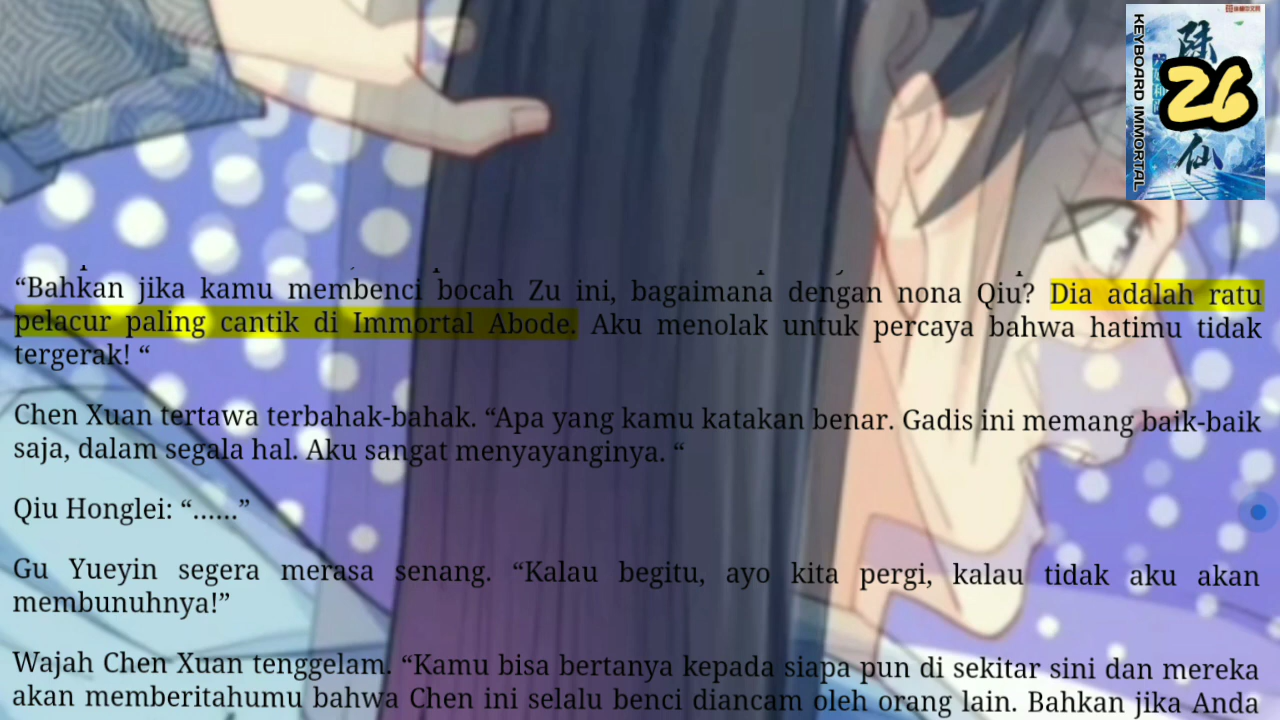 陆
仙
KEYBOARD IMMORTAL
26
“Bahkan jika kamu membenci bocah Zu ini, bagaimana dengan nona Qiu? Dia adalah ratu
pelacur paling cantik di Immortal Abode. Aku menolak untuk percaya bahwa hatimu tidak
tergerak! “
Chen Xuan tertawa terbahak-bahak. “Apa yang kamu katakan benar. Gadis ini memang baik-baik
saja, dalam segala hal. Aku sangat menyayanginya. “
Qiu Honglei: “……”
Gu Yueyin segera merasa senang. “Kalau begitu, ayo kita pergi, kalau tidak aku akan
membunuhnya!”
Wajah Chen Xuan tenggelam. “Kamu bisa bertanya kepada siapa pun di sekitar sini dan mereka
akan memberitahumu bahwa Chen ini selalu benci diancam oleh orang lain. Bahkan jika Anda